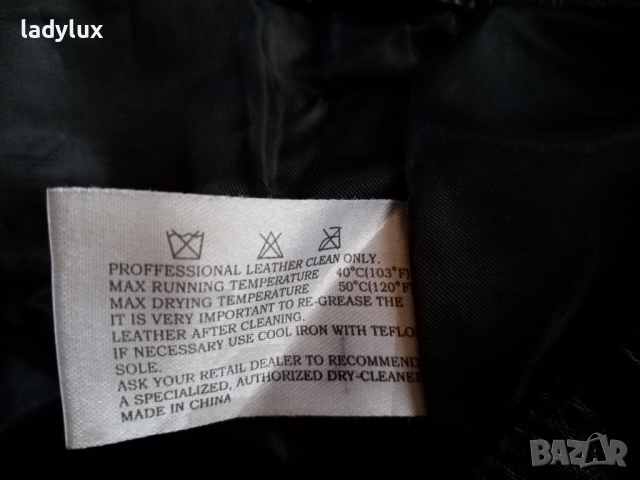 ladylux
PROFFESSIONAL LEATHER CLEAN ONLY.
MAX RUNNING TEMPERATURE 40°C(103°F)
MAX DRYING TEMPERATURE 50°C(120°F
IT IS VERY IMPORTANT TO RE-GREASE THE
LEATHER AFTER CLEANING.
IF NECESSARY USE COOL IRON WITH TEFLO
SOLE.
ASK YOUR RETAIL DEALER TO RECOMMEND
A SPECIALIZED, AUTHORIZED DRY-CLEANER
MADE IN CHINA
BAZAR